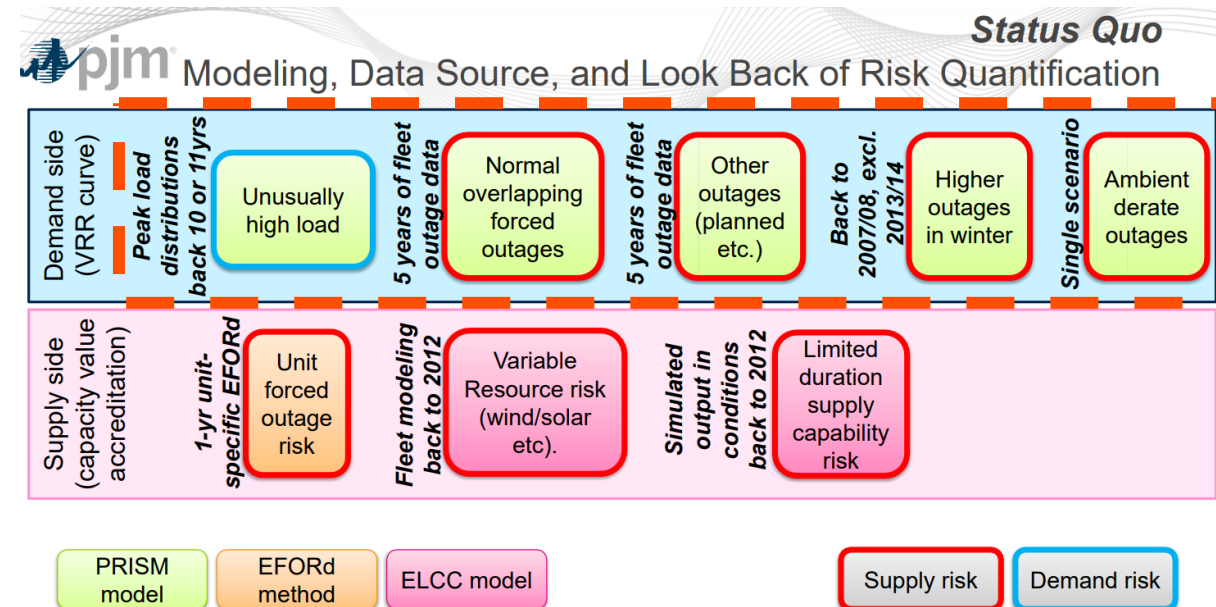 Status Quo
pjm
Modeling, Data Source, and Look Back of Risk Quantification
Demand side
(VRR curve)
Peak load
distributions
back 10 or 11yrs
Unusually
high load
5 years of fleet
outage data
Normal
overlapping
forced
outages
5 years of fleet
outage data
Other
outages
(planned
etc.)
Back to
2007/08, excl.
2013/14
Higher
outages
in winter
Single scenario
Ambient
derate
outages
Supply side
(capacity value
accreditation)
1-yr unit-
specific EFORd
Unit
forced
outage
risk
Fleet modeling
back to 2012
Variable
Resource risk
(wind/solar
etc).
Simulated
output in
conditions
back to 2012
Limited
duration
supply
capability
risk
PRISM
model
EFORd
method
ELCC model
Supply risk
Demand risk